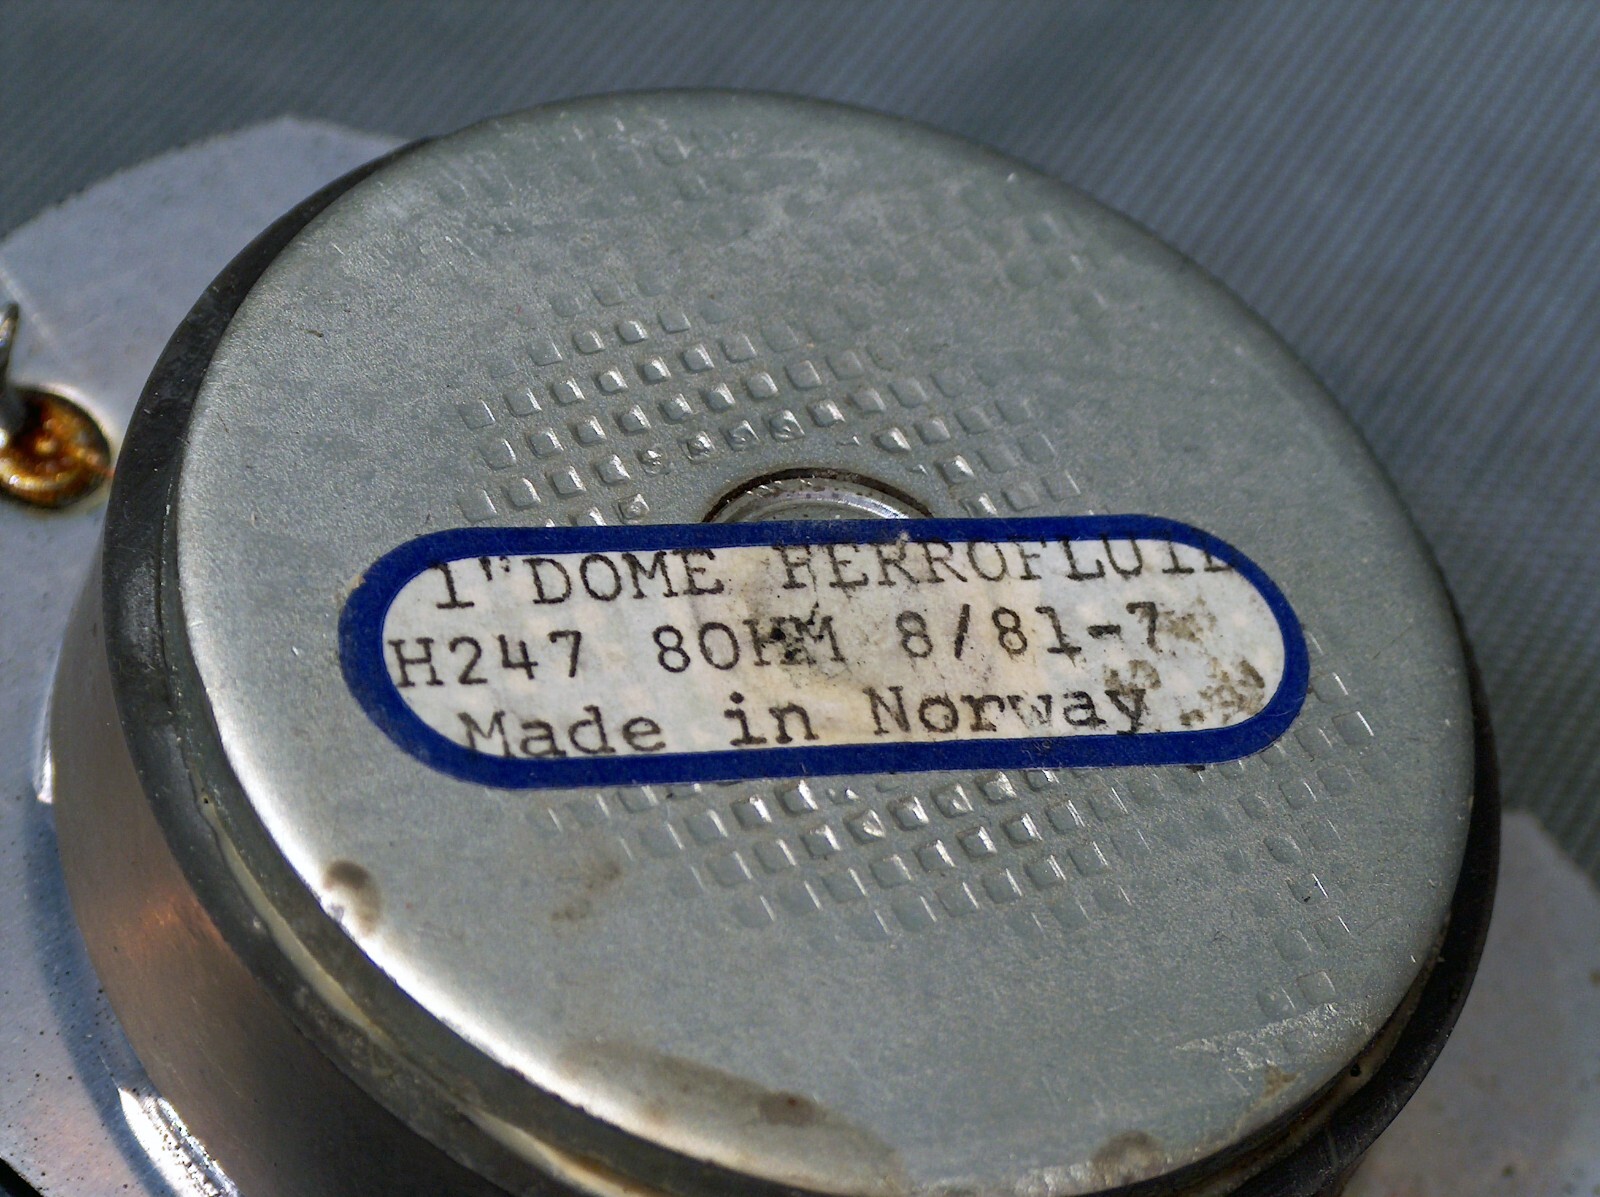 1"DOME FERROFLUID
H247 8OHM 8/81-7
Made in Norway